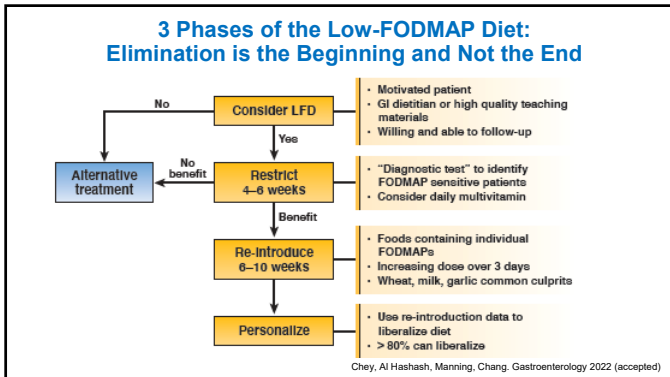 3 Phases of the Low-FODMAP Diet:
Elimination is the Beginning and Not the End
No
Consider LFD
• Motivated patient
• GI dietitian or high quality teaching
materials
• Willing and able to follow-up
Yes
Alternative
treatment
No
benefit
Restrict
4–6 weeks
• "Diagnostic test" to identify
FODMAP sensitive patients
• Consider daily multivitamin
Benefit
Re-introduce
6–10 weeks
• Foods containing individual
FODMAPs
• Increasing dose over 3 days
• Wheat, milk, garlic common culprits
Personalize
• Use re-introduction data to
liberalize diet
• > 80% can liberalize
Chey, Al Hashash, Manning, Chang. Gastroenterology 2022 (accepted)